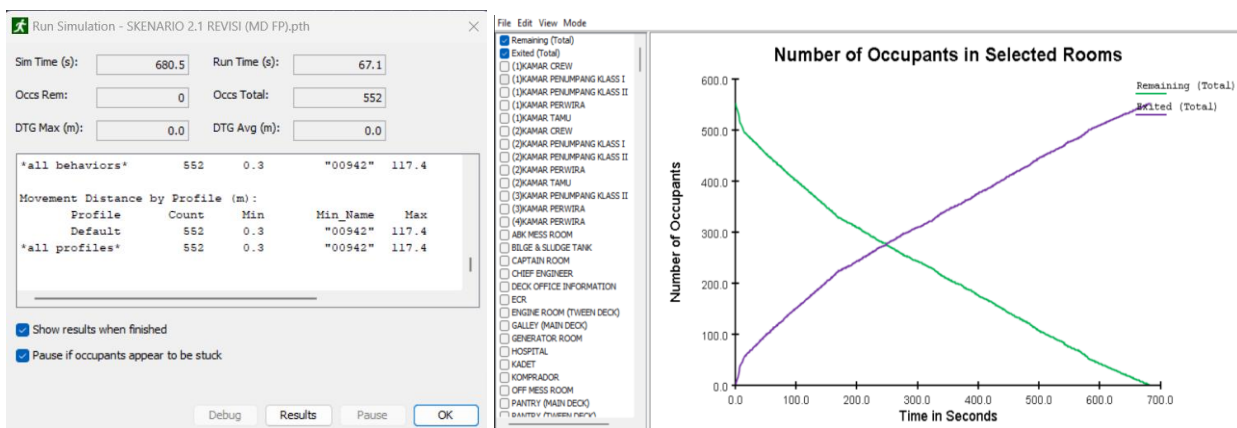 Run Simulation - SKENARIO 2.1 REVISI (MD FP).pth
Sim Time (s): 680.5 Run Time (s): 67.1
Occs Rem: 0 Occs Total: 552
DTG Max (m): 0.0 DTG Avg (m): 0.0
*all behaviors* 552 0.3 "00942" 117.4
Movement Distance by Profile (m):
Profile Count Min Min_Name Max
Default 552 0.3 "00942" 117.4
*all profiles* 552 0.3 "00942" 117.4
Show results when finished
Pause if occupants appear to be stuck
Debug Results Pause OK
File Edit View Mode
Remaining (Total)
Exited (Total)
(1)KAMAR CREW
(1)KAMAR PENUMPANG KLASS I
(1)KAMAR PENUMPANG KLASS II
(1)KAMAR PERWIRA
(1)KAMAR TAMU
(2)KAMAR CREW
(2)KAMAR PENUMPANG KLASS I
(2)KAMAR PENUMPANG KLASS II
(2)KAMAR PERWIRA
(2)KAMAR TAMU
(3)KAMAR PENUMPANG KLASS II
(3)KAMAR PERWIRA
(4)KAMAR PERWIRA
ABK MESS ROOM
BILGE & SLUDGE TANK
CAPTAIN ROOM
CHIEF ENGINEER
DECK OFFICE INFORMATION
ECR
ENGINE ROOM (TWEEN DECK)
GALLEY (MAIN DECK)
GENERATOR ROOM
HOSPITAL
KADET
KOMPRADOR
OFF MESS ROOM
PANTRY (MAIN DECK)
PANTRY (TWEEN DECK)
Number of Occupants in Selected Rooms
Remaining (Total)
Exited (Total)
Number of Occupants
600.0
500.0
400.0
300.0
200.0
100.0
0.0
0.0 100.0 200.0 300.0 400.0 500.0 600.0 700.0
Time in Seconds